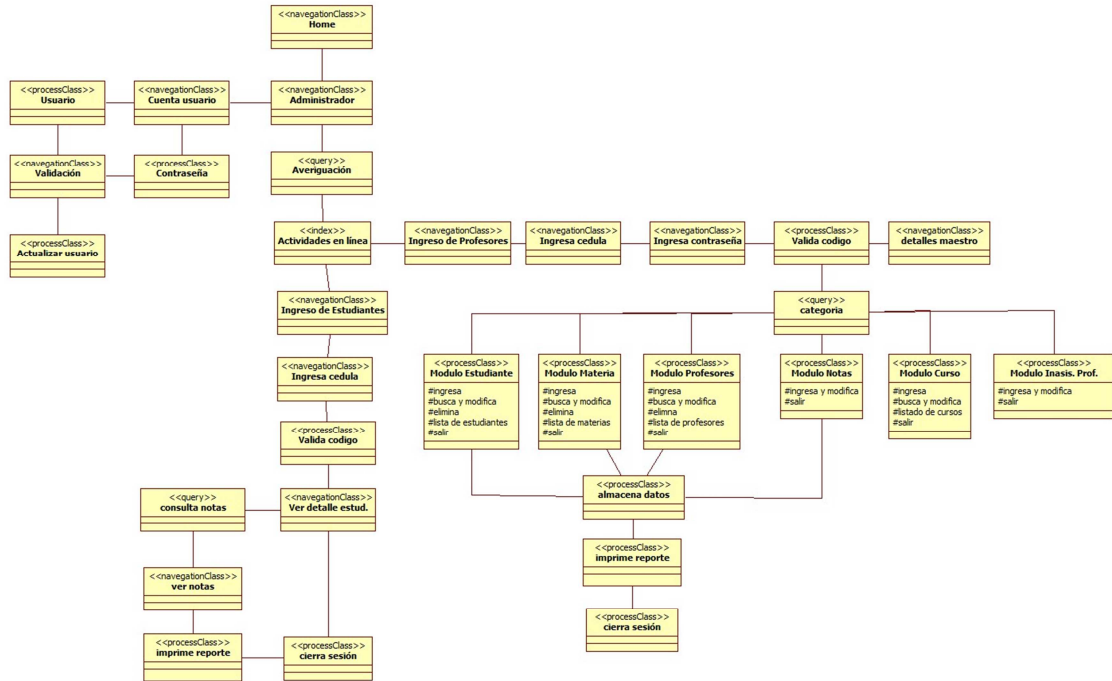 <<navegationClass>>
Home
<<processClass>>
Usuario
<<navegationClass>>
Cuenta usuario
<<navegationClass>>
Administrador
<<navegationClass>>
Validación
<<processClass>>
Contraseña
<<query>>
Averiguación
<<processClass>>
Actualizar usuario
<<index>>
Actividades en línea
<<navegationClass>>
Ingreso de Profesores
<<navegationClass>>
Ingresa cedula
<<navegationClass>>
Ingresa contraseña
<<processClass>>
Valida codigo
<<navegationClass>>
detalles maestro
<<navegationClass>>
Ingreso de Estudiantes
<<query>>
categoria
<<navegationClass>>
Ingresa cedula
<<processClass>>
Modulo Estudiante
#ingresa
#busca y modifica
#elimina
#lista de estudiantes
#salir
<<processClass>>
Modulo Materia
#ingresa
#busca y modifica
#elimina
#lista de materias
#salir
<<processClass>>
Modulo Profesores
#ingresa
#busca y modifica
#elimna
#lista de profesores
#salir
<<processClass>>
Modulo Notas
#ingresa y modifica
#salir
<<processClass>>
Modulo Curso
#ingresa
#busca y modifica
#listado de cursos
#salir
<<processClass>>
Modulo Inasis. Prof.
#ingresa y modifica
#salir
<<processClass>>
Valida codigo
<<query>>
consulta notas
<<navegationClass>>
Ver detalle estud.
<<processClass>>
almacena datos
<<navegationClass>>
ver notas
<<processClass>>
imprime reporte
<<processClass>>
imprime reporte
<<processClass>>
cierra sesión
<<processClass>>
cierra sesión